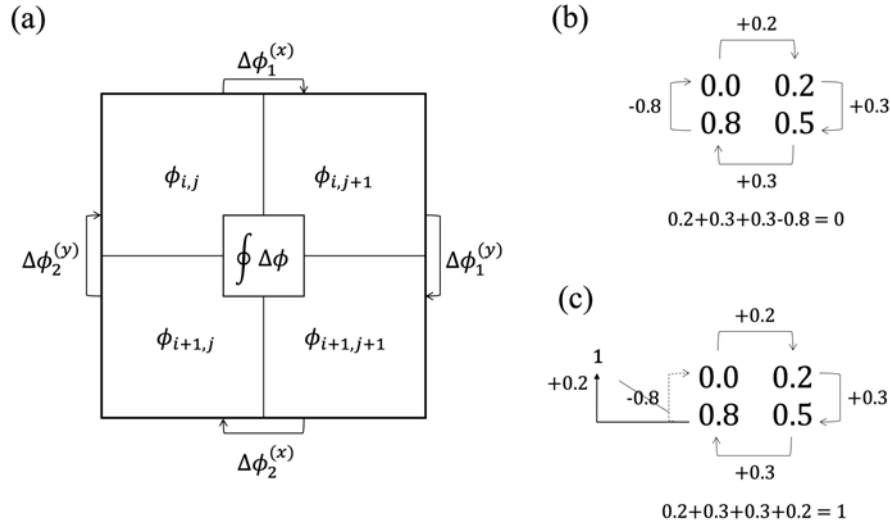 (a)
Δϕ₁⁽ˣ⁾
ϕᵢ,ⱼ ϕᵢ,ⱼ₊₁
Δϕ₂⁽ʸ⁾ ∮ Δϕ Δϕ₁⁽ʸ⁾
ϕᵢ₊₁,ⱼ ϕᵢ₊₁,ⱼ₊₁
Δϕ₂⁽ˣ⁾
(b)
+0.2
0.0 0.2
-0.8 +0.3
0.8 0.5
+0.3
0.2+0.3+0.3-0.8 = 0
(c)
+0.2
1
0.0 0.2
+0.2 -0.8 +0.3
0.8 0.5
+0.3
0.2+0.3+0.3+0.2 = 1